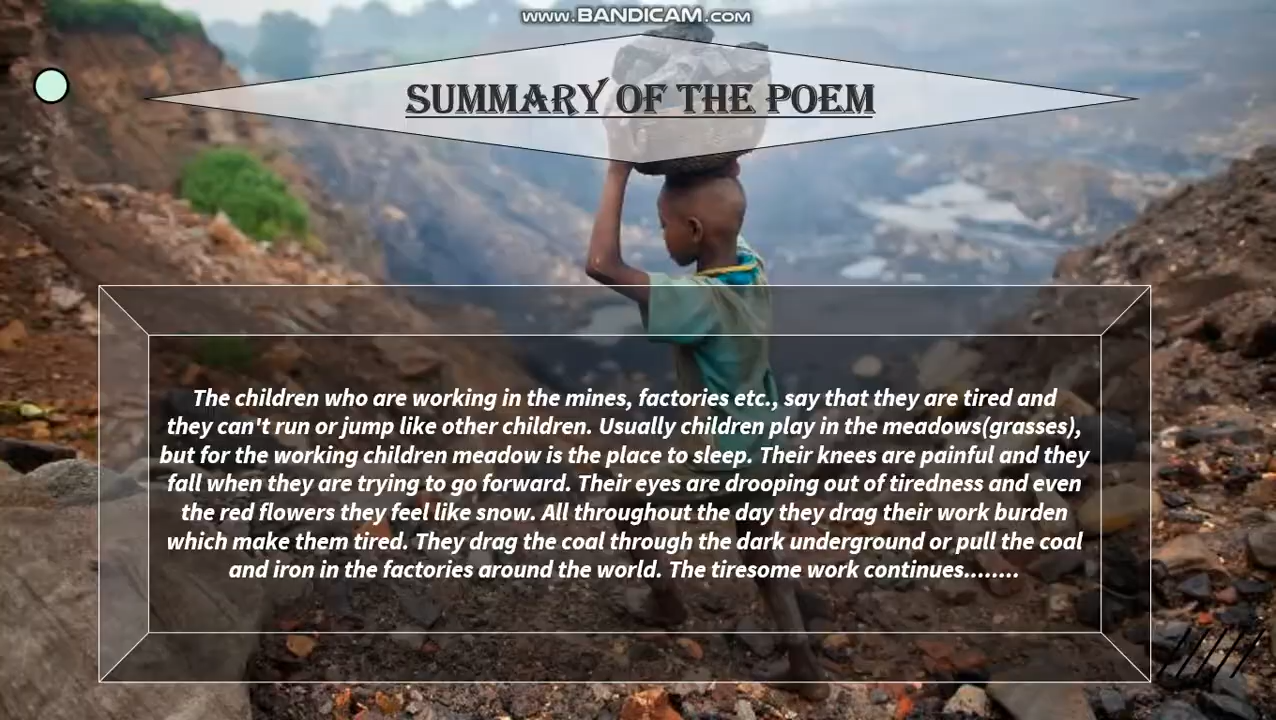 WWW.BANDICAM.COM
SUMMARY OF THE POEM
The children who are working in the mines, factories etc., say that they are tired and
they can't run or jump like other children. Usually children play in the meadows(grasses),
but for the working children meadow is the place to sleep. Their knees are painful and they
fall when they are trying to go forward. Their eyes are drooping out of tiredness and even
the red flowers they feel like snow. All throughout the day they drag their work burden
which make them tired. They drag the coal through the dark underground or pull the coal
and iron in the factories around the world. The tiresome work continues........